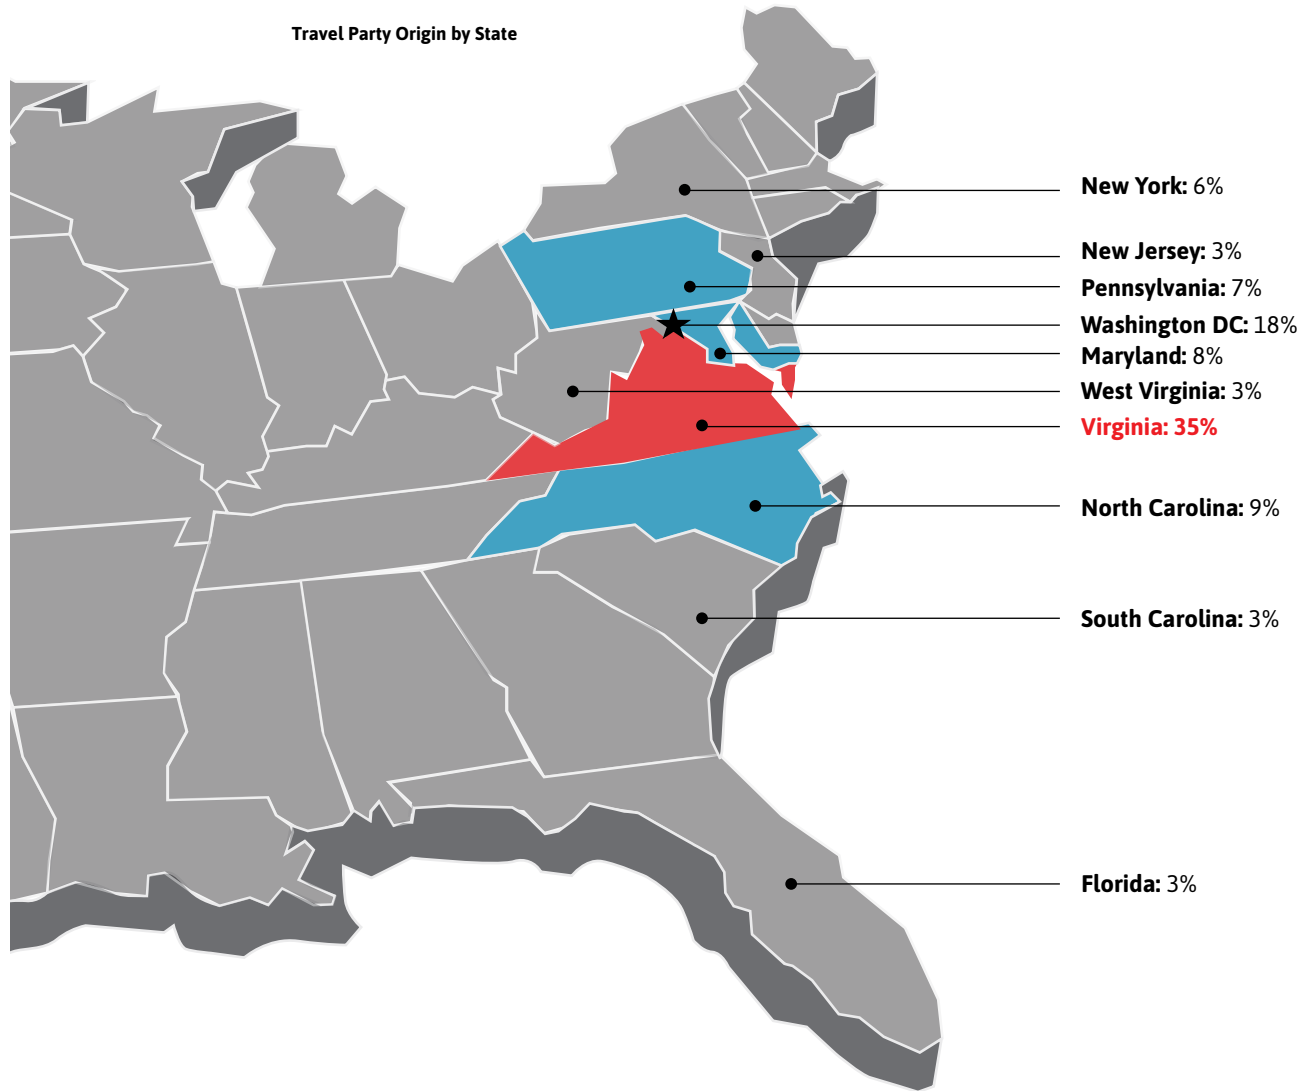 Travel Party Origin by State
New York: 6%
New Jersey: 3%
Pennsylvania: 7%
Washington DC: 18%
Maryland: 8%
West Virginia: 3%
Virginia: 35%
North Carolina: 9%
South Carolina: 3%
Florida: 3%